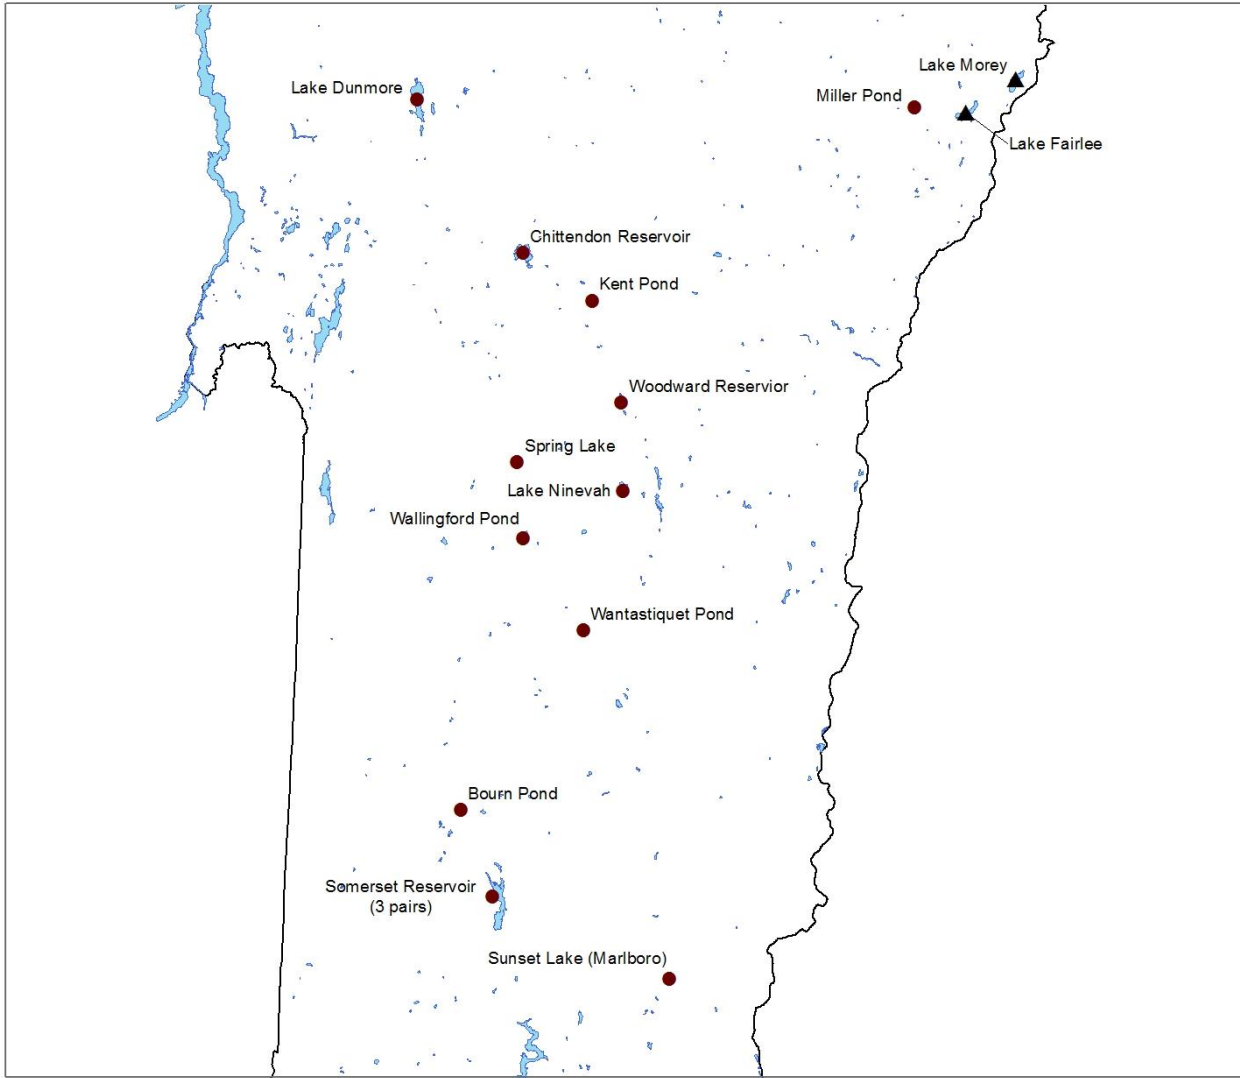 Lake Morey
Lake Dunmore
Miller Pond
Lake Fairlee
Chittendon Reservoir
Kent Pond
Woodward Reservior
Spring Lake
Lake Ninevah
Wallingford Pond
Wantastiquet Pond
Bourn Pond
Somerset Reservoir
(3 pairs)
Sunset Lake (Marlboro)